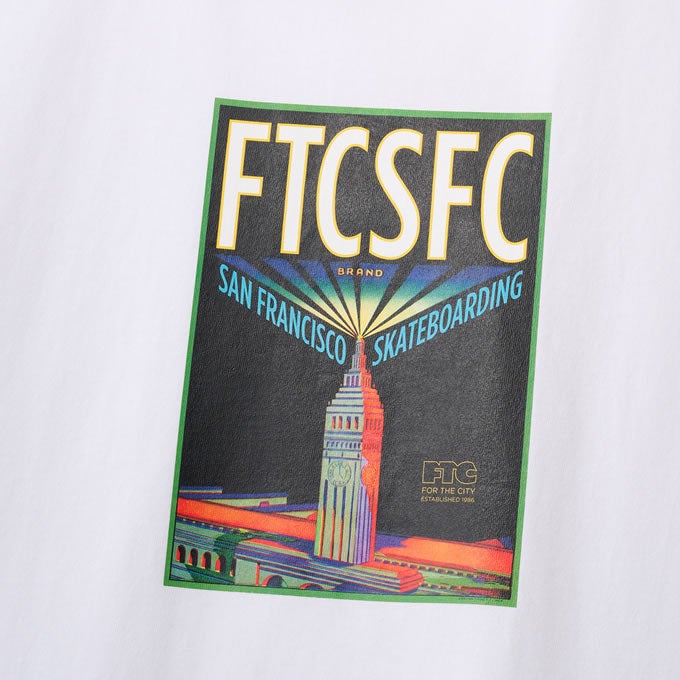 FTCSFC
BRAND
SAN FRANCISCO SKATEBOARDING
FTC
FOR THE CITY
ESTABLISHED 1986